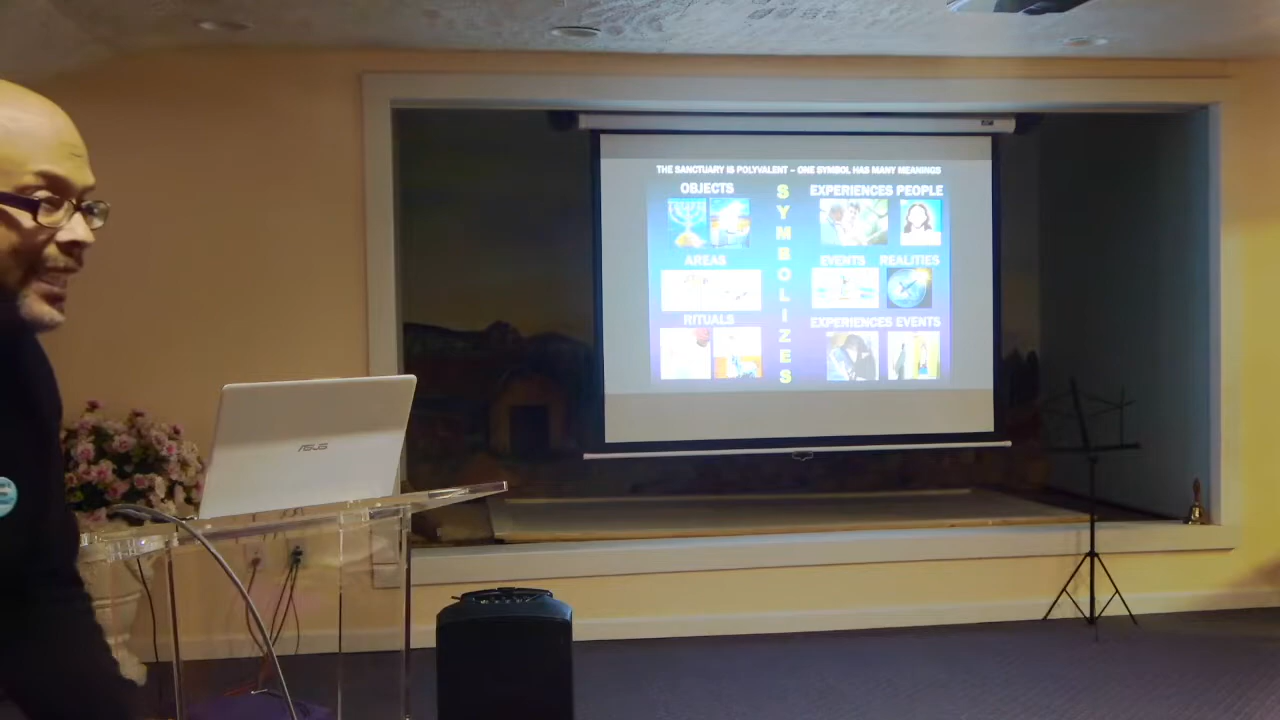 THE SANCTUARY IS POLYVALENT – ONE SYMBOL HAS MANY MEANINGS
OBJECTS
EXPERIENCES PEOPLE
AREAS
EVENTS REALITIES
RITUALS
EXPERIENCES EVENTS
SYMBOLIZES
ASUS